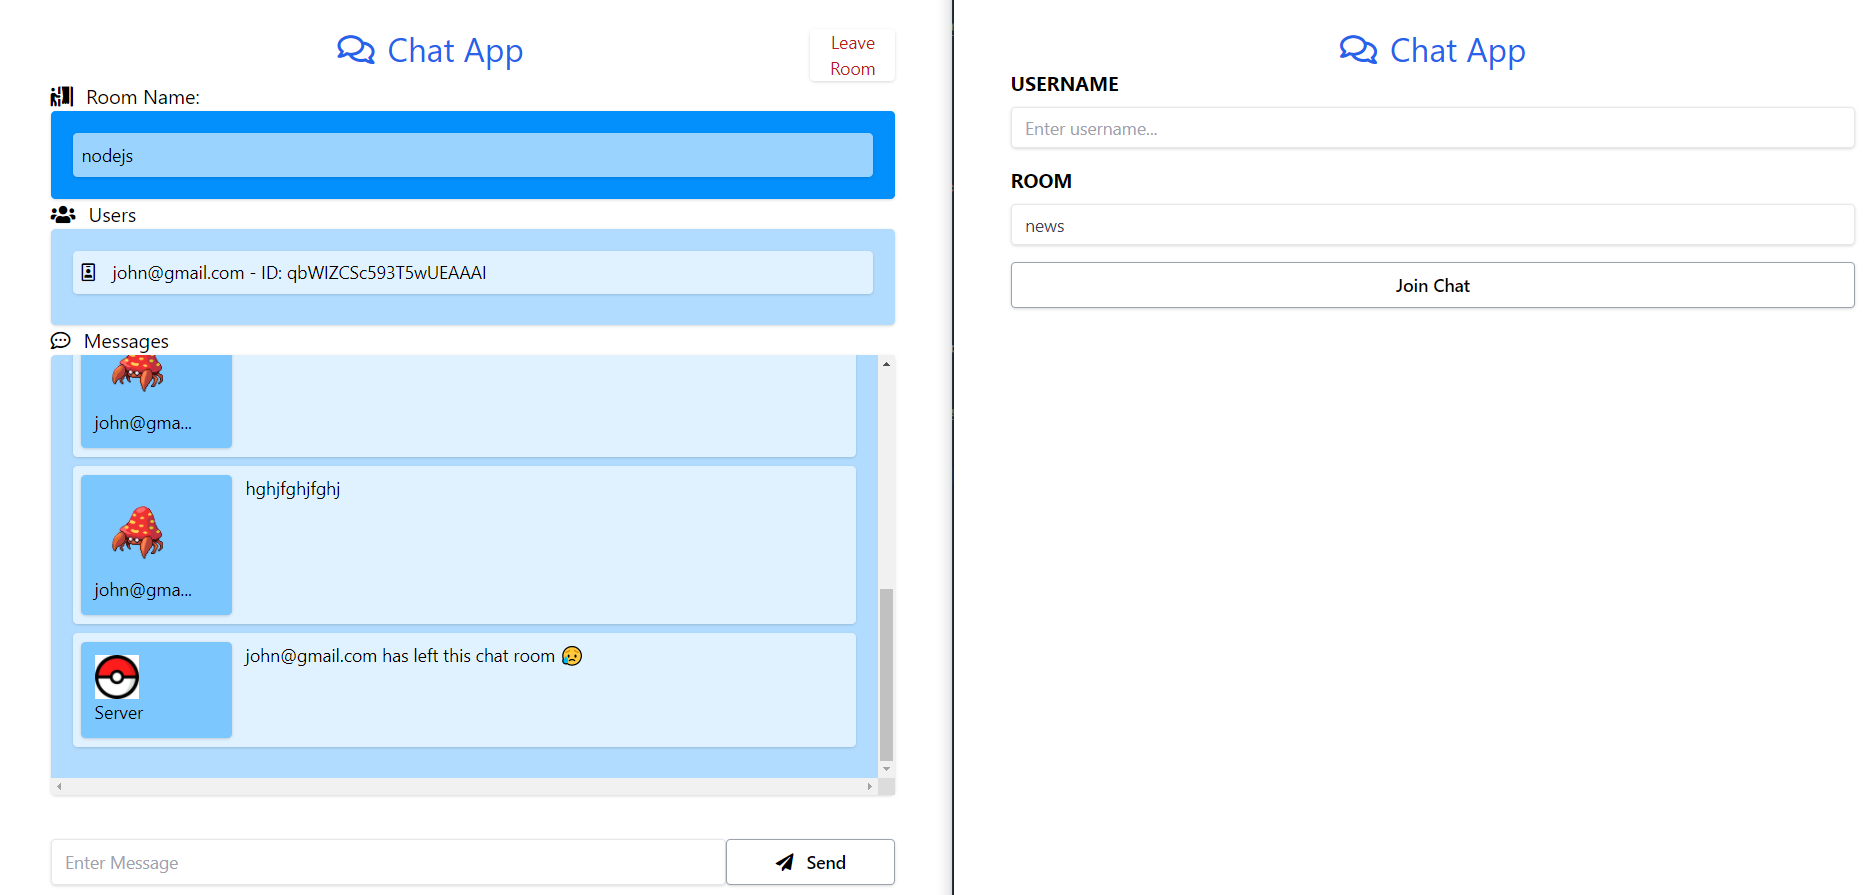 Chat App
Leave
Room
Room Name:
nodejs
Users
john@gmail.com - ID: qbWIZCSc593T5wUEAAAI
Messages
john@gma...
hghjfghjfghj
john@gma...
john@gmail.com has left this chat room 😥
Server
Enter Message
Send
Chat App
USERNAME
Enter username...
ROOM
news
Join Chat